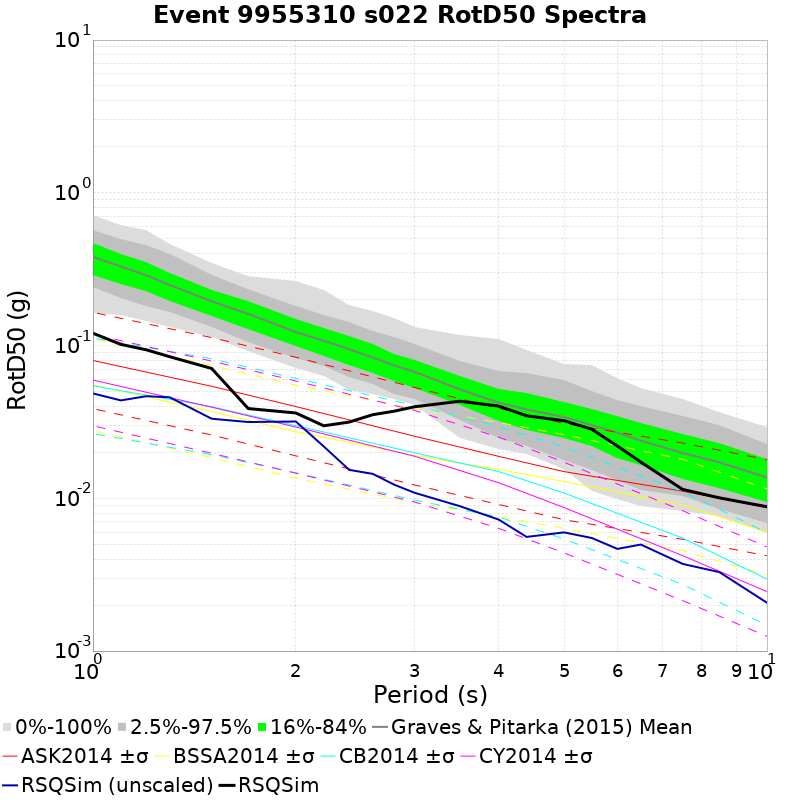 Event 9955310 s022 RotD50 Spectra
10^1
10^0
10^-1
10^-2
10^-3
RotD50 (g)
10^0 2 3 4 5 6 7 8 9 10^1
Period (s)
0%-100% 2.5%-97.5% 16%-84% Graves & Pitarka (2015) Mean
ASK2014 ±σ BSSA2014 ±σ CB2014 ±σ CY2014 ±σ
RSQSim (unscaled) RSQSim